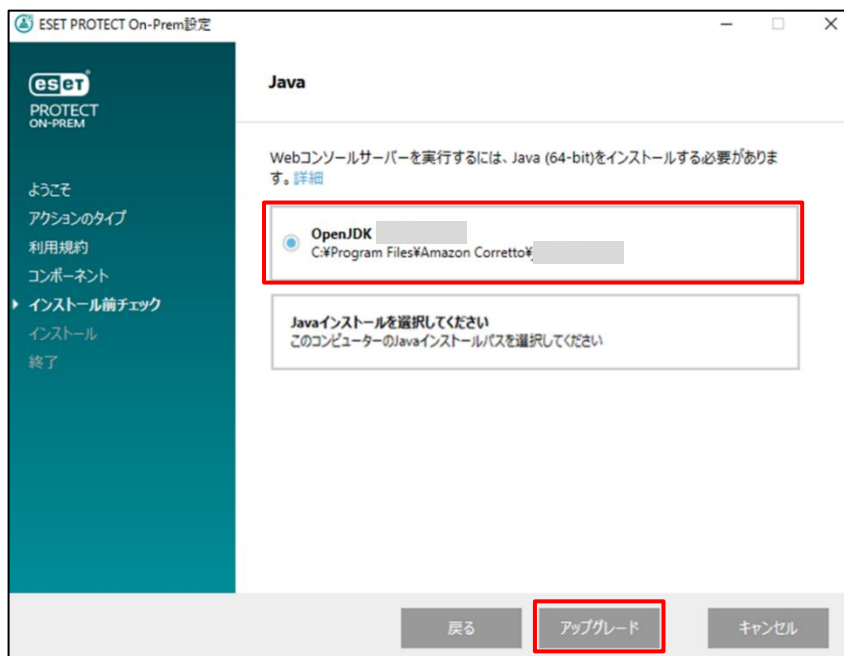 ESET PROTECT On-Prem設定
eset
PROTECT
ON-PREM
ようこそ
アクションのタイプ
利用規約
コンポーネント
インストール前チェック
インストール
終了
Java
Webコンソールサーバーを実行するには、Java (64-bit)をインストールする必要がありま
す。詳細
OpenJDK
C:¥Program Files¥Amazon Corretto¥
Javaインストールを選択してください
このコンピューターのJavaインストールパスを選択してください
戻る
アップグレード
キャンセル